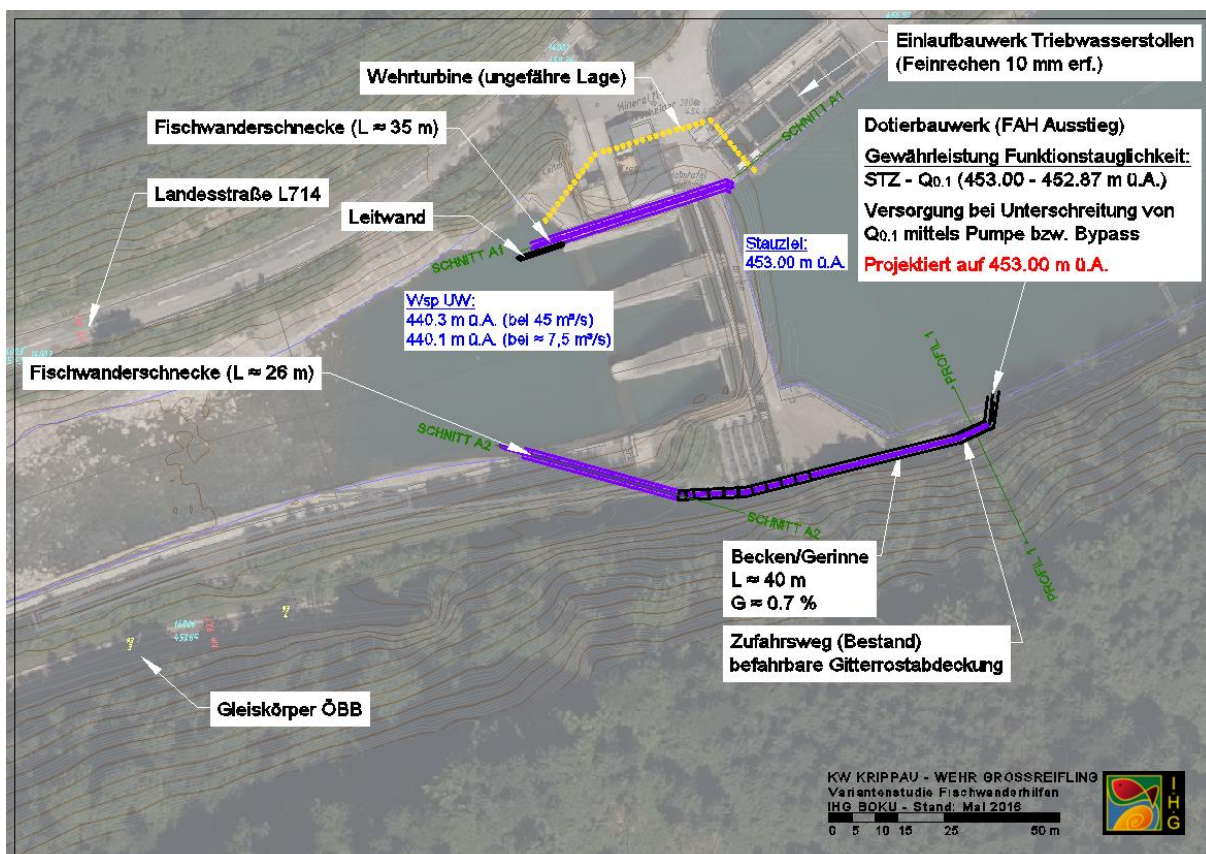 Einlaufbauwerk Triebwasserstollen
(Feinrechen 10 mm erf.)
Wehrturbine (ungefähre Lage)
Fischwanderschnecke (L ≈ 35 m)
Landesstraße L714
Leitwand
SCHNITT A1
SCHNITT A1
Dotierbauwerk (FAH Ausstieg)
Gewährleistung Funktionstauglichkeit:
STZ - Q0.1 (453.00 - 452.87 m ü.A.)
Versorgung bei Unterschreitung von
Q0.1 mittels Pumpe bzw. Bypass
Projektiert auf 453.00 m ü.A.
Stauziel:
453.00 m ü.A.
Wsp UW:
440.3 m ü.A. (bei 45 m³/s)
440.1 m ü.A. (bei ≈ 7,5 m³/s)
Fischwanderschnecke (L ≈ 26 m)
SCHNITT A2
SCHNITT A2
PROFIL 1
PROFIL 1
Becken/Gerinne
L ≈ 40 m
G ≈ 0.7 %
Zufahrsweg (Bestand)
befahrbare Gitterrostabdeckung
Gleiskörper ÖBB
KW KRIPPAU - WEHR GROSSREIFLING
Variantenstudie Fischwanderhilfen
IHG BOKU - Stand: Mai 2016
0 5 10 15 25 50 m
I·H·G